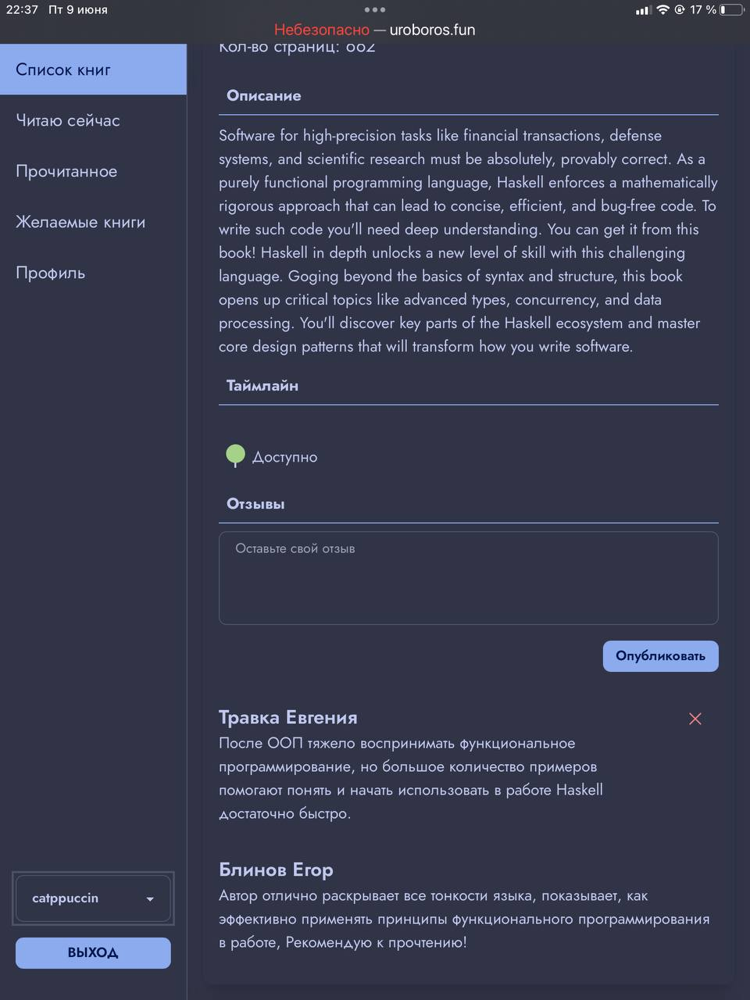 22:37 Пт 9 июня
17 %
Небезопасно — uroboros.fun
Список книг
Читаю сейчас
Прочитанное
Желаемые книги
Профиль
catppuccin
ВЫХОД
Кол-во страниц: 662
Описание
Software for high-precision tasks like financial transactions, defense
systems, and scientific research must be absolutely, provably correct. As a
purely functional programming language, Haskell enforces a mathematically
rigorous approach that can lead to concise, efficient, and bug-free code. To
write such code you'll need deep understanding. You can get it from this
book! Haskell in depth unlocks a new level of skill with this challenging
language. Goging beyond the basics of syntax and structure, this book
opens up critical topics like advanced types, concurrency, and data
processing. You'll discover key parts of the Haskell ecosystem and master
core design patterns that will transform how you write software.
Таймлайн
Доступно
Отзывы
Оставьте свой отзыв
Опубликовать
Травка Евгения
После ООП тяжело воспринимать функциональное
программирование, но большое количество примеров
помогают понять и начать использовать в работе Haskell
достаточно быстро.
Блинов Егор
Автор отлично раскрывает все тонкости языка, показывает, как
эффективно применять принципы функционального программирования
в работе, Рекомендую к прочтению!